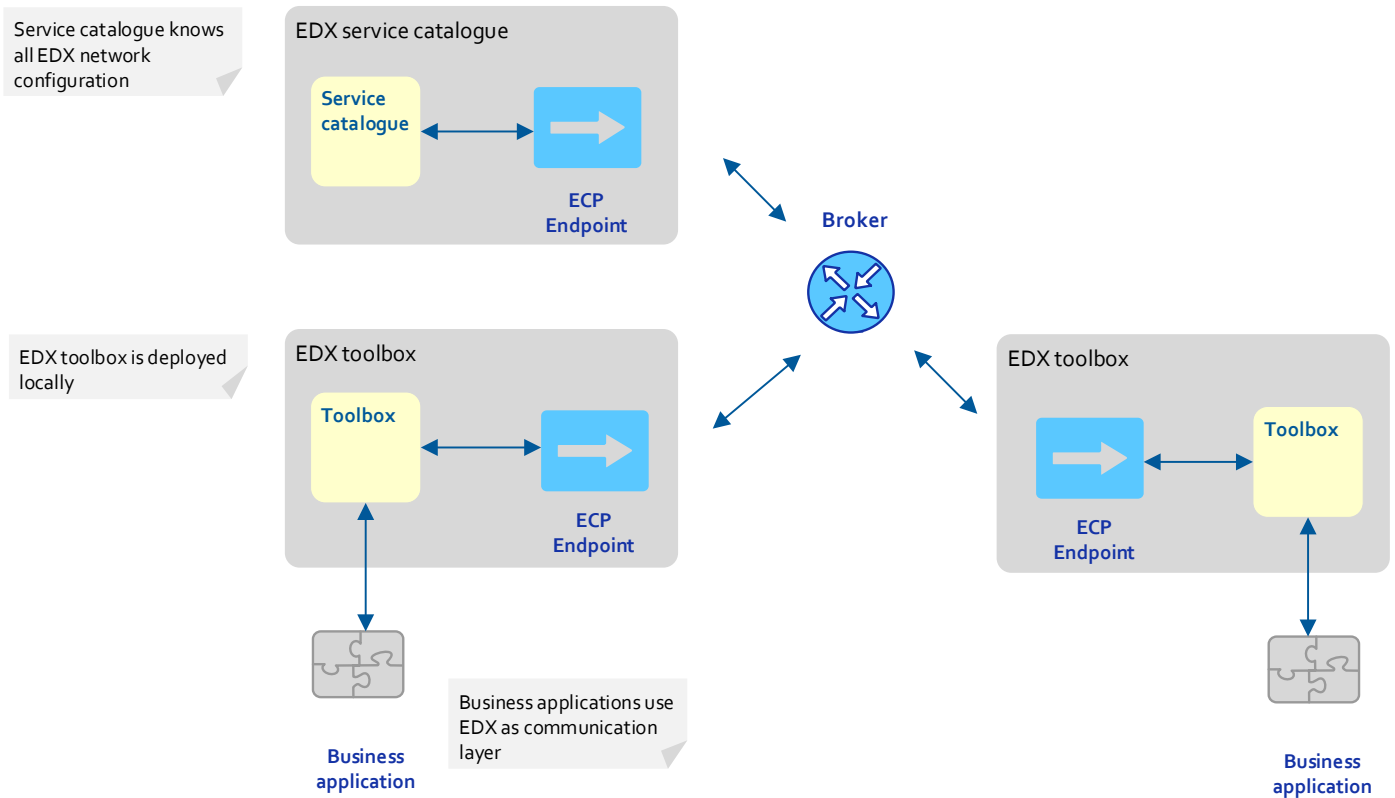 Service catalogue knows
all EDX network
configuration
EDX service catalogue
Service
catalogue
ECP
Endpoint
Broker
EDX toolbox is deployed
locally
EDX toolbox
Toolbox
ECP
Endpoint
EDX toolbox
Toolbox
ECP
Endpoint
Business applications use
EDX as communication
layer
Business
application
Business
application